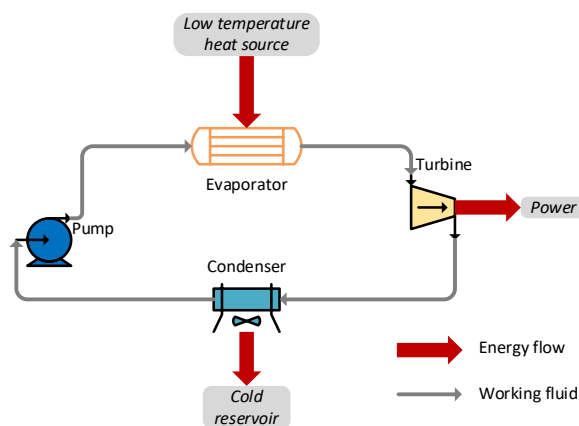 Low temperature
heat source
Turbine
Evaporator
Power
Pump
Condenser
Energy flow
Cold
reservoir
Working fluid